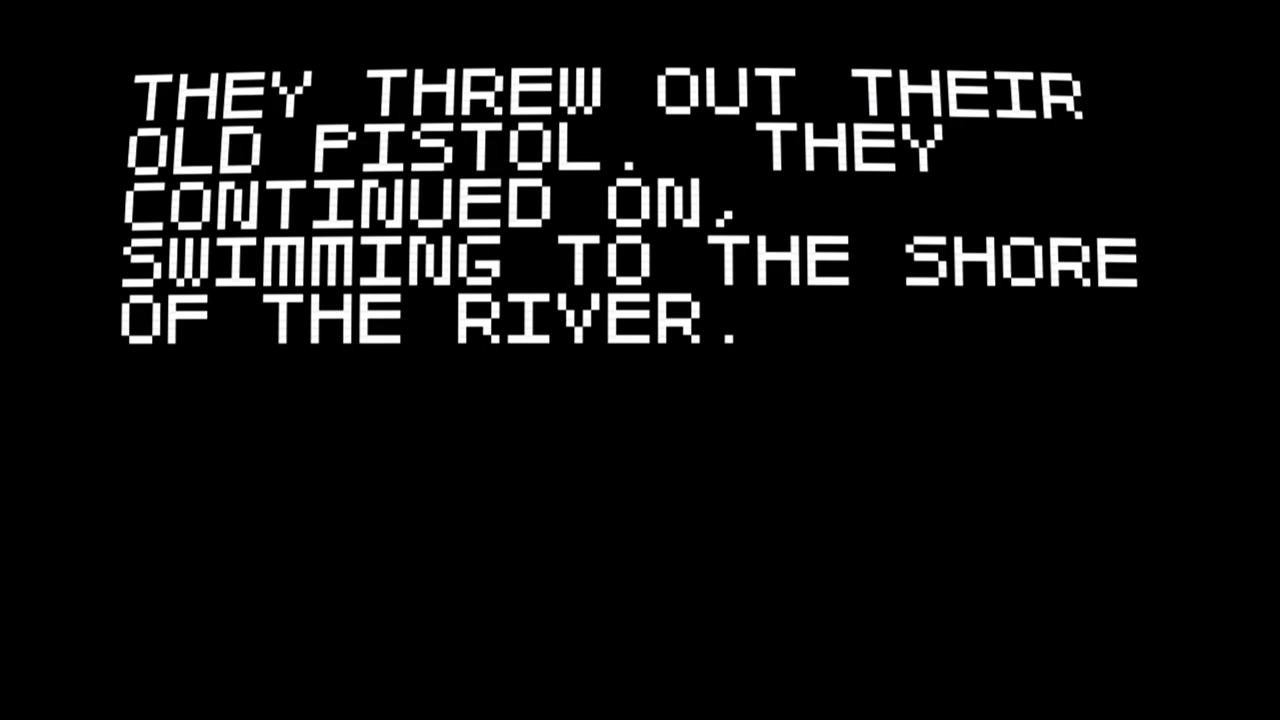 THEY THREW OUT THEIR
OLD PISTOL.  THEY
CONTINUED ON,
SWIMMING TO THE SHORE
OF THE RIVER.